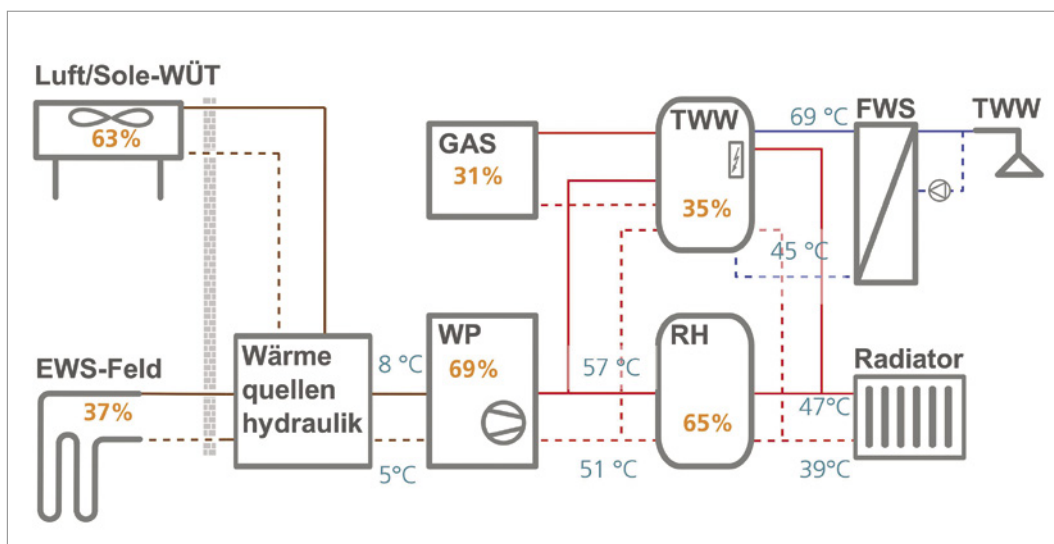 Luft/Sole-WÜT
63%
EWS-Feld
37%
Wärme
quellen
hydraulik
8 °C
5°C
GAS
31%
WP
69%
57 °C
51 °C
TWW
35%
RH
65%
69 °C
45 °C
47°C
39°C
FWS
TWW
Radiator